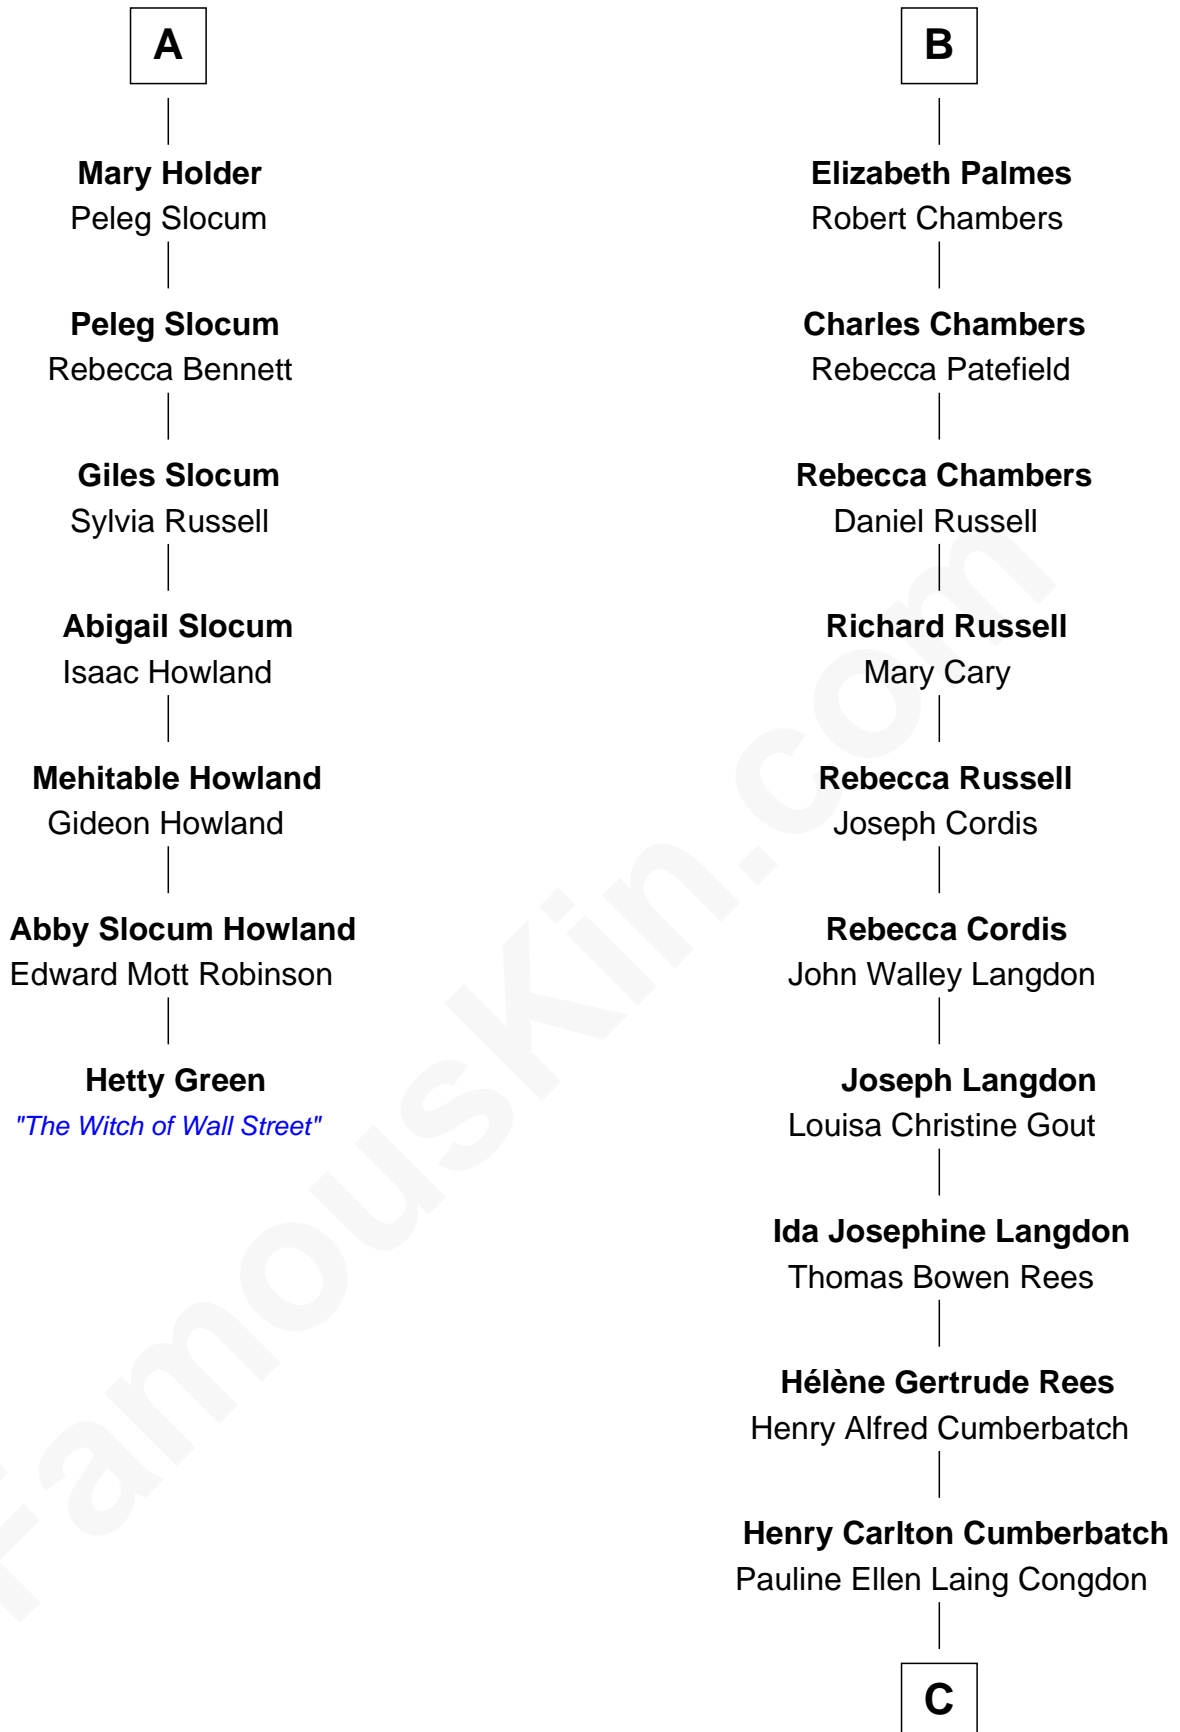 A
Mary Holder
Peleg Slocum
Peleg Slocum
Rebecca Bennett
Giles Slocum
Sylvia Russell
Abigail Slocum
Isaac Howland
Mehitable Howland
Gideon Howland
Abby Slocum Howland
Edward Mott Robinson
Hetty Green
"The Witch of Wall Street"
B
Elizabeth Palmes
Robert Chambers
Charles Chambers
Rebecca Patefield
Rebecca Chambers
Daniel Russell
Richard Russell
Mary Cary
Rebecca Russell
Joseph Cordis
Rebecca Cordis
John Walley Langdon
Joseph Langdon
Louisa Christine Gout
Ida Josephine Langdon
Thomas Bowen Rees
Hélène Gertrude Rees
Henry Alfred Cumberbatch
Henry Carlton Cumberbatch
Pauline Ellen Laing Congdon
C
FamousKin.com